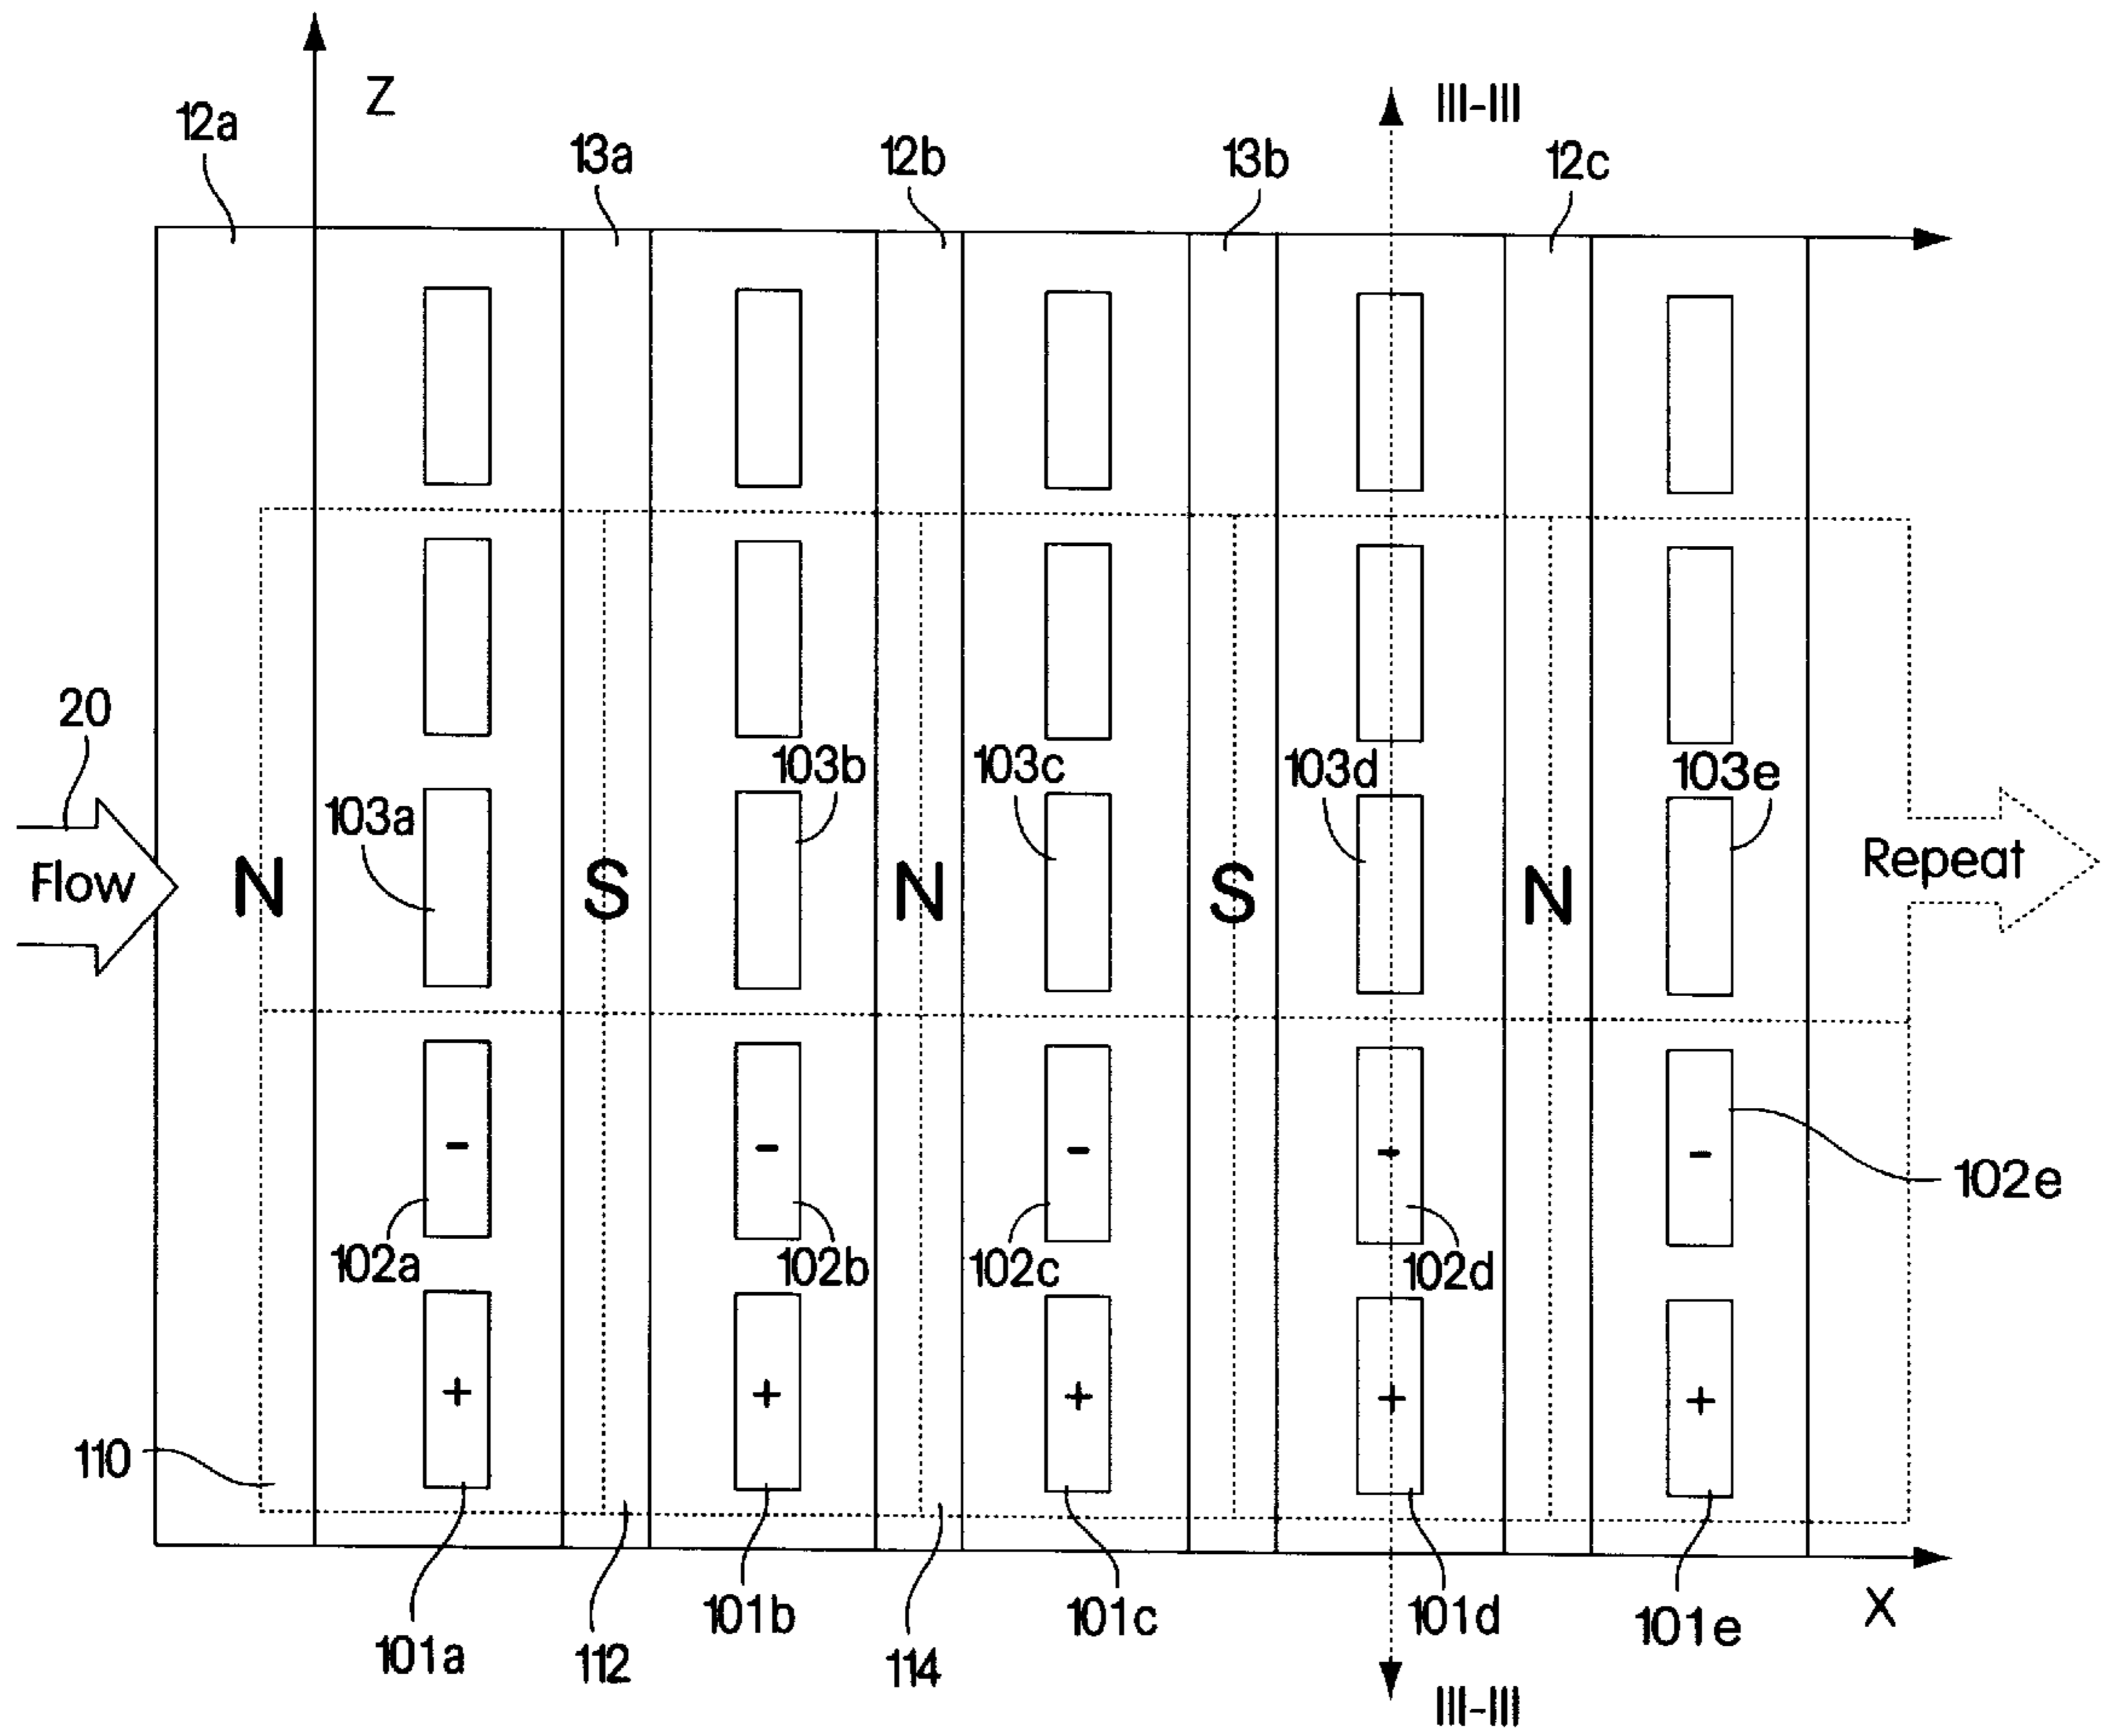 Z
III-III
12a
13a
12b
13b
12c
20
103b
103c
103d
103e
103a
Flow
N
S
N
S
N
Repeat
-
-
-
-
-
102e
102a
102b
102c
102d
+
+
+
+
+
110
101a
112
101b
114
101c
101d
101e
X
III-III